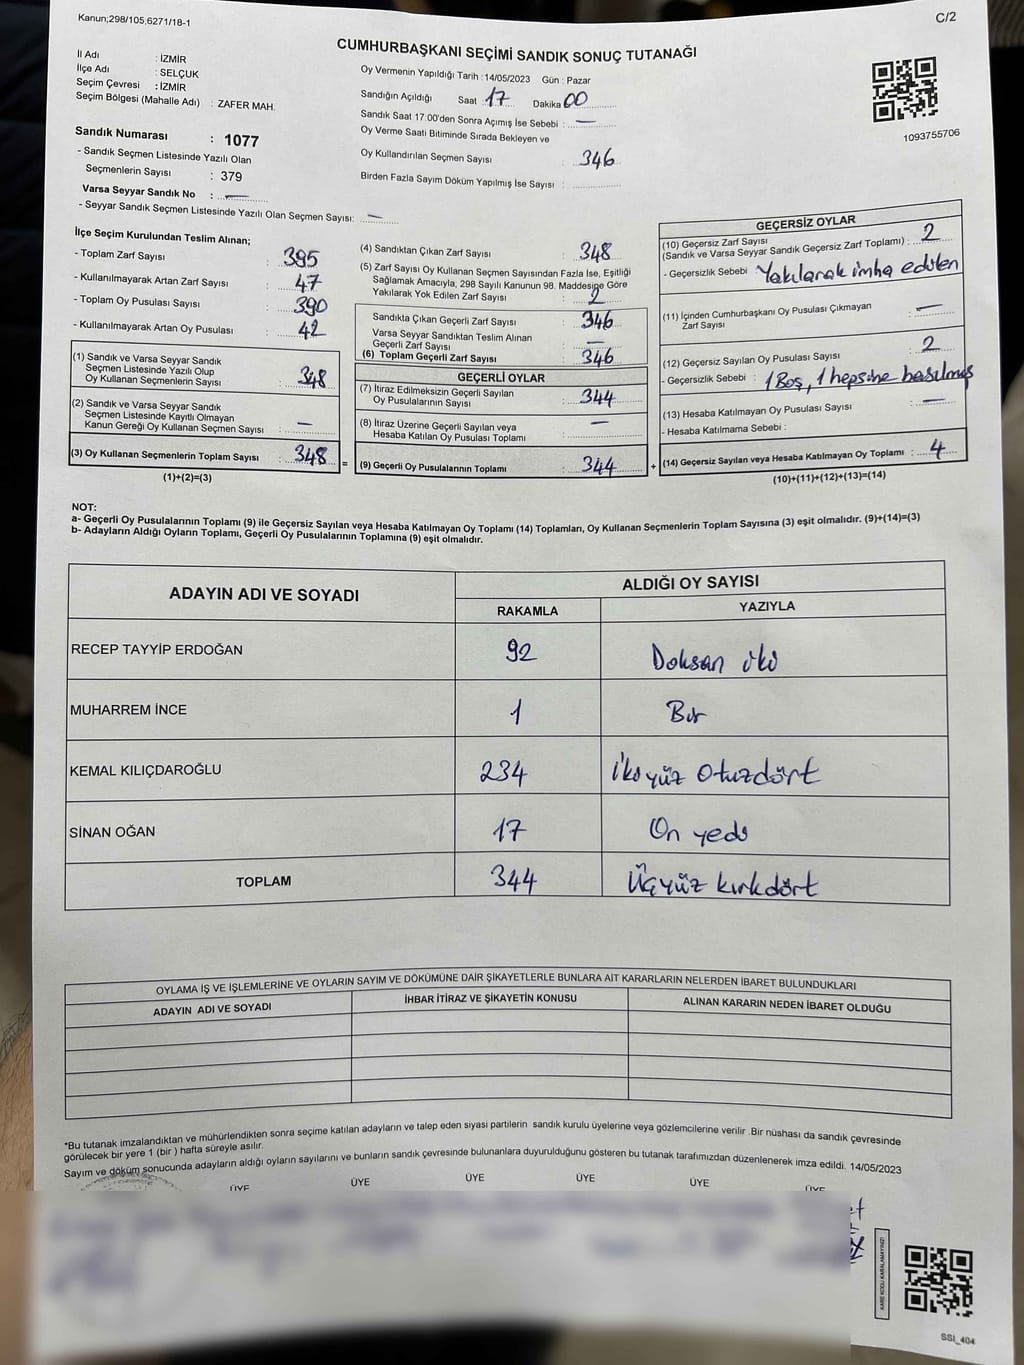 Kanun;298/105,6271/18-1
C/2
CUMHURBAŞKANI SEÇİMİ SANDIK SONUÇ TUTANAĞI
İl Adı : İZMİR
İlçe Adı : SELÇUK
Seçim Çevresi : İZMİR
Seçim Bölgesi (Mahalle Adı) : ZAFER MAH.
Sandık Numarası : 1077
- Sandık Seçmen Listesinde Yazılı Olan
Seçmenlerin Sayısı : 379
Varsa Seyyar Sandık No : —
- Seyyar Sandık Seçmen Listesinde Yazılı Olan Seçmen Sayısı: —
Oy Vermenin Yapıldığı Tarih :14/05/2023 Gün : Pazar
Sandığın Açıldığı Saat 17 Dakika 00
Sandık Saat 17:00'den Sonra Açımış İse Sebebi : —
Oy Verme Saati Bitiminde Sırada Bekleyen ve
Oy Kullandırılan Seçmen Sayısı : 346
Birden Fazla Sayım Döküm Yapılmış İse Sayısı :
1093755706
İlçe Seçim Kurulundan Teslim Alınan;
- Toplam Zarf Sayısı : 395
- Kullanılmayarak Artan Zarf Sayısı : 47
- Toplam Oy Pusulası Sayısı : 390
- Kullanılmayarak Artan Oy Pusulası : 42
(1) Sandık ve Varsa Seyyar Sandık
Seçmen Listesinde Yazılı Olup
Oy Kullanan Seçmenlerin Sayısı : 348
(2) Sandık ve Varsa Seyyar Sandık
Seçmen Listesinde Kayıtlı Olmayan
Kanun Gereği Oy Kullanan Seçmen Sayısı : —
(3) Oy Kullanan Seçmenlerin Toplam Sayısı : 348
(1)+(2)=(3)
=
(4) Sandıktan Çıkan Zarf Sayısı : 348
(5) Zarf Sayısı Oy Kullanan Seçmen Sayısından Fazla İse, Eşitliği
Sağlamak Amacıyla, 298 Sayılı Kanunun 98. Maddesine Göre
Yakılarak Yok Edilen Zarf Sayısı : 2
Sandıkta Çıkan Geçerli Zarf Sayısı : 346
Varsa Seyyar Sandıktan Teslim Alınan
Geçerli Zarf Sayısı : —
(6) Toplam Geçerli Zarf Sayısı : 346
GEÇERLİ OYLAR
(7) İtiraz Edilmeksizin Geçerli Sayılan
Oy Pusulalarının Sayısı : 344
(8) İtiraz Üzerine Geçerli Sayılan veya
Hesaba Katılan Oy Pusulası Toplamı : —
(9) Geçerli Oy Pusulalarının Toplamı : 344
+
GEÇERSİZ OYLAR
(10) Geçersiz Zarf Sayısı
(Sandık ve Varsa Seyyar Sandık Geçersiz Zarf Toplamı) : 2
- Geçersizlik Sebebi : Yakılarak imha edilen
(11) İçinden Cumhurbaşkanı Oy Pusulası Çıkmayan
Zarf Sayısı : —
(12) Geçersiz Sayılan Oy Pusulası Sayısı : 2
- Geçersizlik Sebebi : 1 Boş, 1 hepsine basılmış
(13) Hesaba Katılmayan Oy Pusulası Sayısı : —
- Hesaba Katılmama Sebebi :
(14) Geçersiz Sayılan veya Hesaba Katılmayan Oy Toplamı : 4
(10)+(11)+(12)+(13)=(14)
NOT:
a- Geçerli Oy Pusulalarının Toplamı (9) ile Geçersiz Sayılan veya Hesaba Katılmayan Oy Toplamı (14) Toplamları, Oy Kullanan Seçmenlerin Toplam Sayısına (3) eşit olmalıdır. (9)+(14)=(3)
b- Adayların Aldığı Oyların Toplamı, Geçerli Oy Pusulalarının Toplamına (9) eşit olmalıdır.
ADAYIN ADI VE SOYADI
ALDIĞI OY SAYISI
RAKAMLA YAZIYLA
RECEP TAYYİP ERDOĞAN 92 Doksan iki
MUHARREM İNCE 1 Bir
KEMAL KILIÇDAROĞLU 234 İkiyüz Otuzdört
SİNAN OĞAN 17 On yedi
TOPLAM 344 Üçyüz kırkdört
OYLAMA İŞ VE İŞLEMLERİNE VE OYLARIN SAYIM VE DÖKÜMÜNE DAİR ŞİKAYETLERLE BUNLARA AİT KARARLARIN NELERDEN İBARET BULUNDUKLARI
ADAYIN ADI VE SOYADI İHBAR İTİRAZ VE ŞİKAYETİN KONUSU ALINAN KARARIN NEDEN İBARET OLDUĞU
*Bu tutanak imzalandıktan ve mühürlendikten sonra seçime katılan adayların ve talep eden siyasi partilerin sandık kurulu üyelerine veya gözlemcilerine verilir .Bir nüshası da sandık çevresinde
görülecek bir yere 1 (bir ) hafta süreyle asılır.
Sayım ve döküm sonucunda adayların aldığı oyların sayılarını ve bunların sandık çevresinde bulunanlara duyurulduğunu gösteren bu tutanak tarafımızdan düzenlenerek imza edildi. 14/05/2023
ÜYE ÜYE ÜYE ÜYE ÜYE ÜYE
KARE KODU KARALAMAYINIZ!
SSİ_404